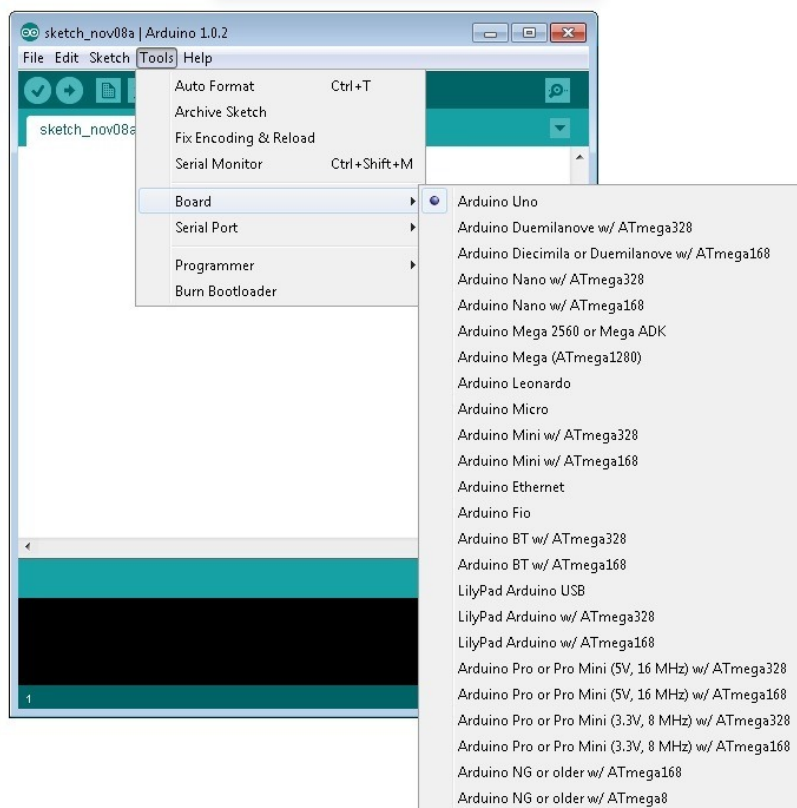 sketch_nov08a | Arduino 1.0.2
File Edit Sketch Tools Help
sketch_nov08a
Auto Format Ctrl+T
Archive Sketch
Fix Encoding & Reload
Serial Monitor Ctrl+Shift+M
Board
Serial Port
Programmer
Burn Bootloader
Arduino Uno
Arduino Duemilanove w/ ATmega328
Arduino Diecimila or Duemilanove w/ ATmega168
Arduino Nano w/ ATmega328
Arduino Nano w/ ATmega168
Arduino Mega 2560 or Mega ADK
Arduino Mega (ATmega1280)
Arduino Leonardo
Arduino Micro
Arduino Mini w/ ATmega328
Arduino Mini w/ ATmega168
Arduino Ethernet
Arduino Fio
Arduino BT w/ ATmega328
Arduino BT w/ ATmega168
LilyPad Arduino USB
LilyPad Arduino w/ ATmega328
LilyPad Arduino w/ ATmega168
Arduino Pro or Pro Mini (5V, 16 MHz) w/ ATmega328
Arduino Pro or Pro Mini (5V, 16 MHz) w/ ATmega168
Arduino Pro or Pro Mini (3.3V, 8 MHz) w/ ATmega328
Arduino Pro or Pro Mini (3.3V, 8 MHz) w/ ATmega168
Arduino NG or older w/ ATmega168
Arduino NG or older w/ ATmega8
1